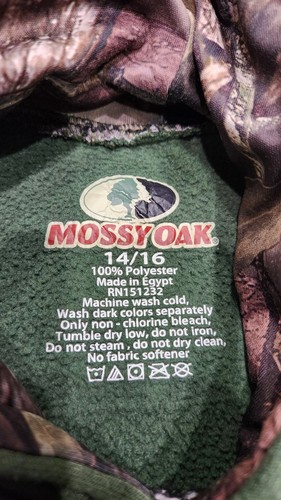 MOSSY OAK.
14/16
100% Polyester
Made in Egypt
RN151232
Machine wash cold,
Wash dark colors separately
Only non - chlorine bleach,
Tumble dry low, do not iron,
Do not steam , do not dry clean,
No fabric softener